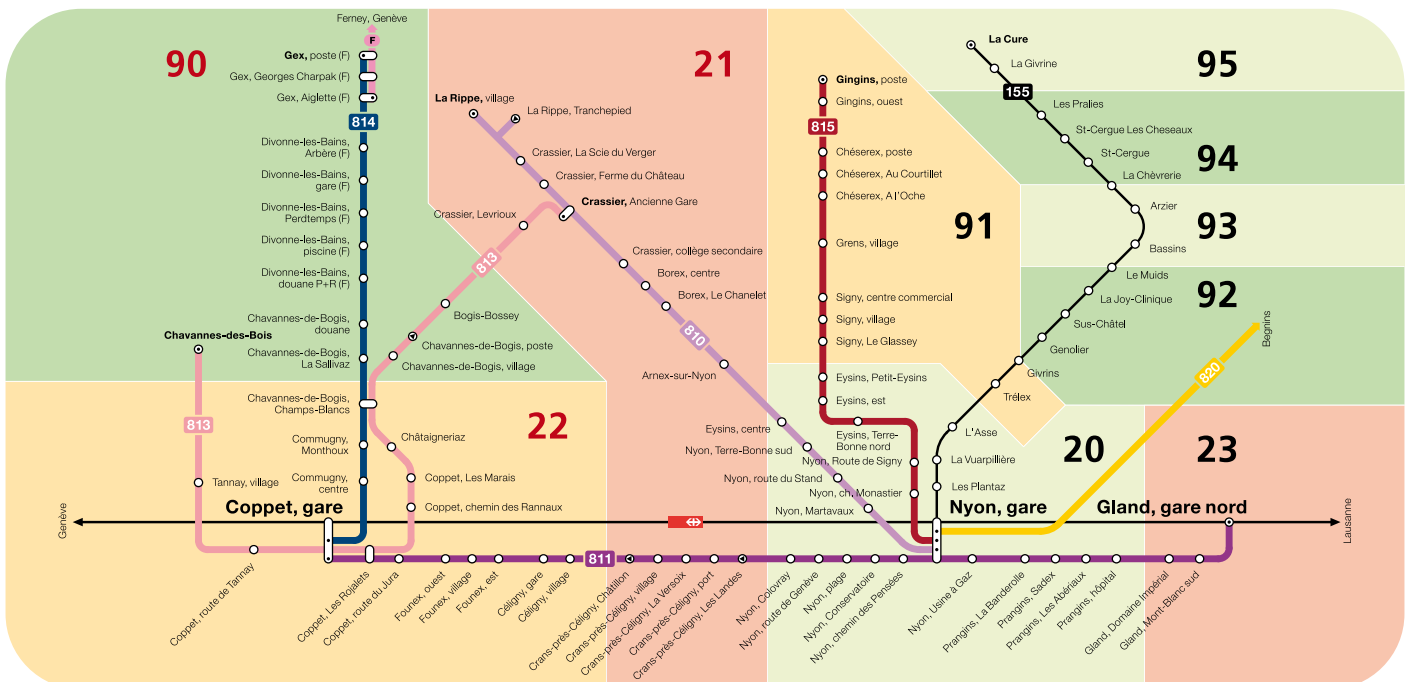 Ferney, Genève
F
90
Gex, poste (F)
Gex, Georges Charpak (F)
Gex, Aiglette (F)
814
Divonne-les-Bains,
Arbère (F)
Divonne-les-Bains,
gare (F)
Divonne-les-Bains,
Perdtemps (F)
Divonne-les-Bains,
piscine (F)
Divonne-les-Bains,
douane P+R (F)
Chavannes-de-Bogis,
douane
Chavannes-des-Bois
Chavannes-de-Bogis,
La Sallivaz
Chavannes-de-Bogis,
Champs-Blancs
813
Commugny,
Monthoux
Commugny,
centre
Tannay, village
Coppet, gare
Genève
22
Châtaigneriaz
Coppet, Les Marais
Coppet, chemin des Rannaux
Chavannes-de-Bogis, village
Chavannes-de-Bogis, poste
Bogis-Bossey
813
Crassier, Levrioux
21
La Rippe, village
La Rippe, Tranchepied
Crassier, La Scie du Verger
Crassier, Ferme du Château
Crassier, Ancienne Gare
Crassier, collège secondaire
Borex, centre
Borex, Le Chanelet
810
Arnex-sur-Nyon
Eysins, centre
Nyon, Terre-Bonne sud
Nyon, route du Stand
Nyon, Martavaux
Gingins, poste
Gingins, ouest
815
Chéserex, poste
Chéserex, Au Courtillet
Chéserex, A l'Oche
Grens, village
Signy, centre commercial
Signy, village
Signy, Le Glassey
Eysins, Petit-Eysins
Eysins, est
Eysins, Terre-
Bonne nord
Nyon, Route de Signy
Nyon, ch. Monastier
91
La Cure
La Givrine
155
Les Pralies
St-Cergue Les Cheseaux
St-Cergue
La Chèvrerie
Arzier
Bassins
Le Muids
La Joy-Clinique
Sus-Châtel
Genolier
Givrins
Trélex
L'Asse
La Vuarpillière
Les Plantaz
95
94
93
92
Begnins
820
20
23
Nyon, gare
Gland, gare nord
Lausanne
811
Coppet, route de Tannay
Coppet, Les Rojalets
Coppet, route du Jura
Founex, ouest
Founex, village
Founex, est
Céligny, gare
Céligny, village
Crans-près-Céligny, Châtillon
Crans-près-Céligny, village
Crans-près-Céligny, La Versoix
Crans-près-Céligny, port
Crans-près-Céligny, Les Landes
Nyon, Colovray
Nyon, route de Genève
Nyon, plage
Nyon, Conservatoire
Nyon, chemin des Pensées
Nyon, Usine à Gaz
Prangins, La Banderolle
Prangins, Sadex
Prangins, Les Abériaux
Prangins, hôpital
Gland, Domaine Impérial
Gland, Mont-Blanc sud